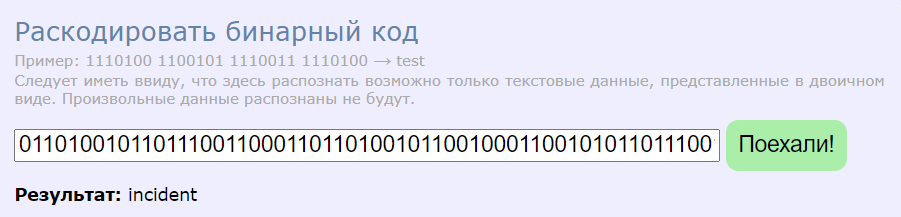 Раскодировать бинарный код
Пример: 1110100 1100101 1110011 1110100 → test
Следует иметь ввиду, что здесь распознать возможно только текстовые данные, представленные в двоичном
виде. Произвольные данные распознаны не будут.
011010010110111001100011011010010110010001100101011011100 Поехали!
Результат: incident